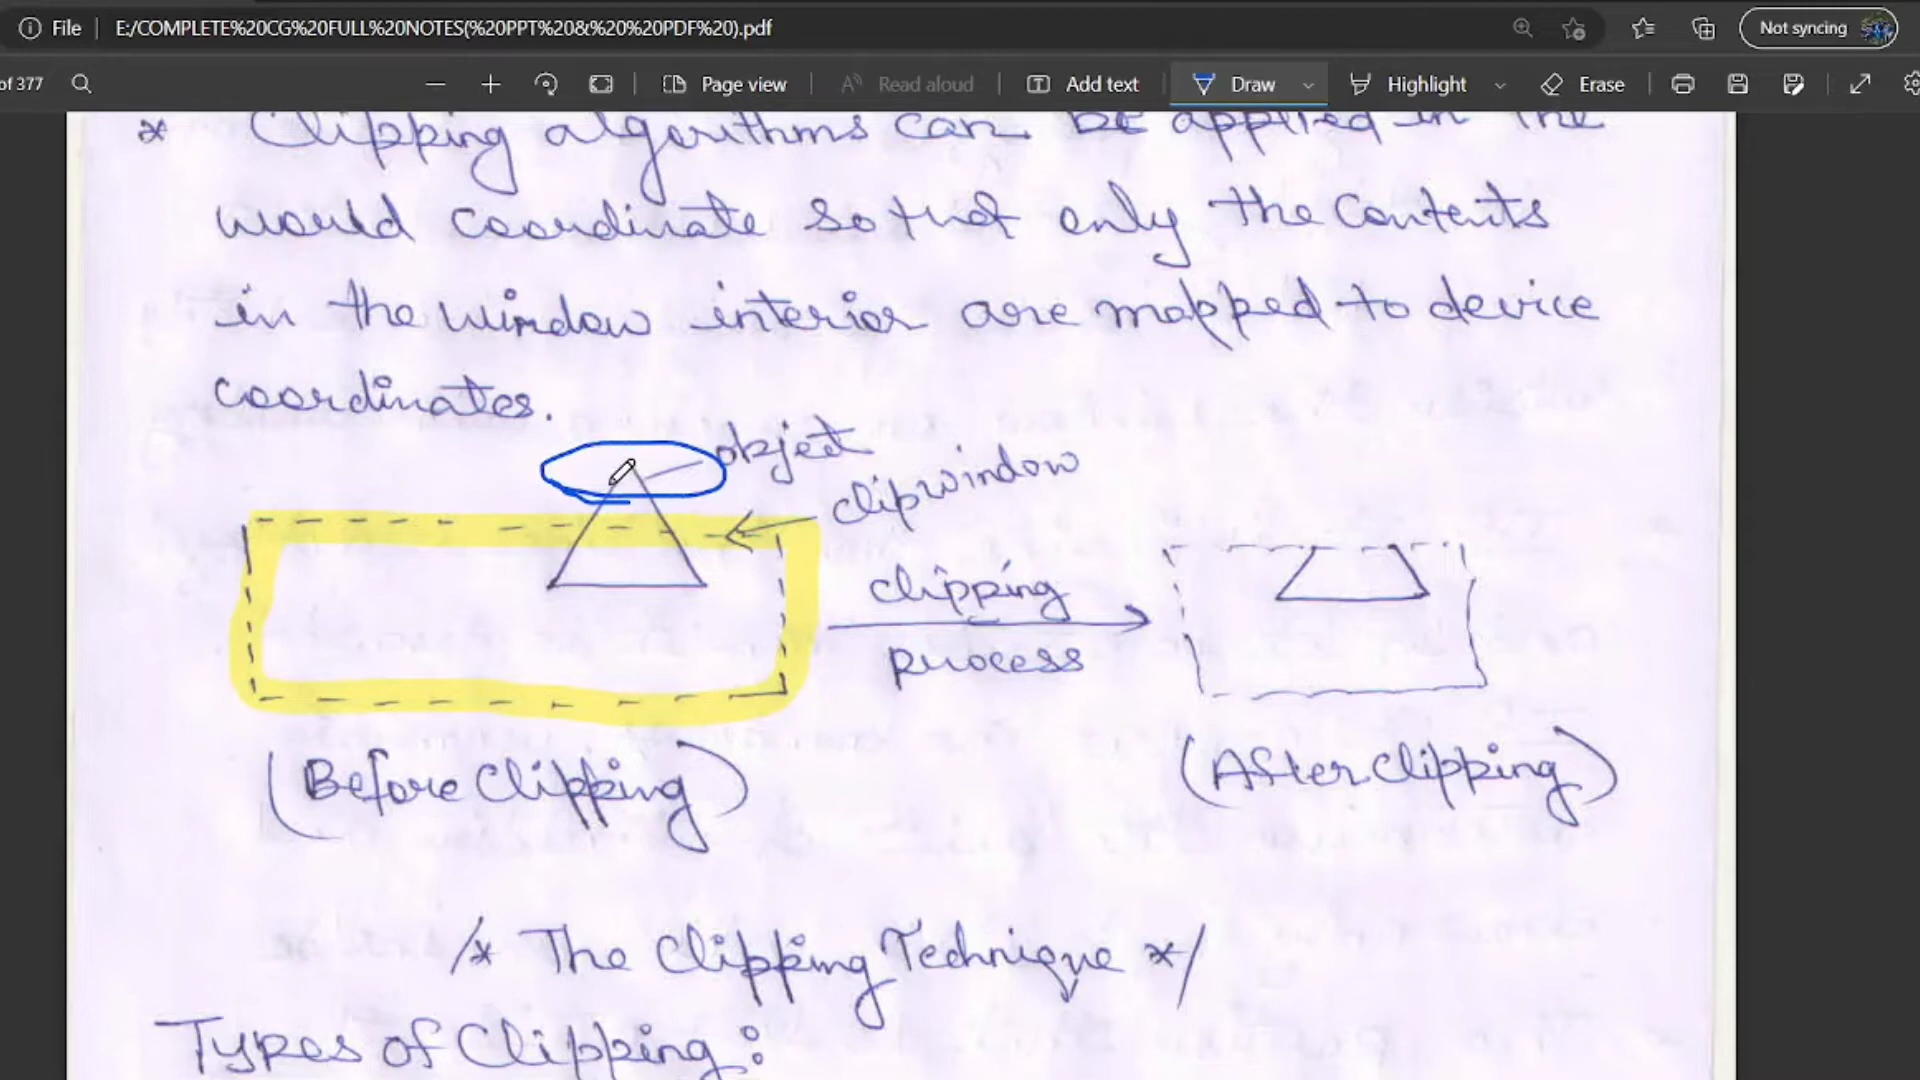 File E:/COMPLETE%20CG%20FULL%20NOTES(%20PPT%20&%20%20PDF%20).pdf Not syncing
of 377 Page view Read aloud Add text Draw Highlight Erase
* Clipping algorithms can be applied in the
world coordinate so that only the contents
in the window interior are mapped to device
coordinates.
object
clipwindow
clipping
process
(Before Clipping) (After clipping)
/* The Clipping Technique */
Types of Clipping: